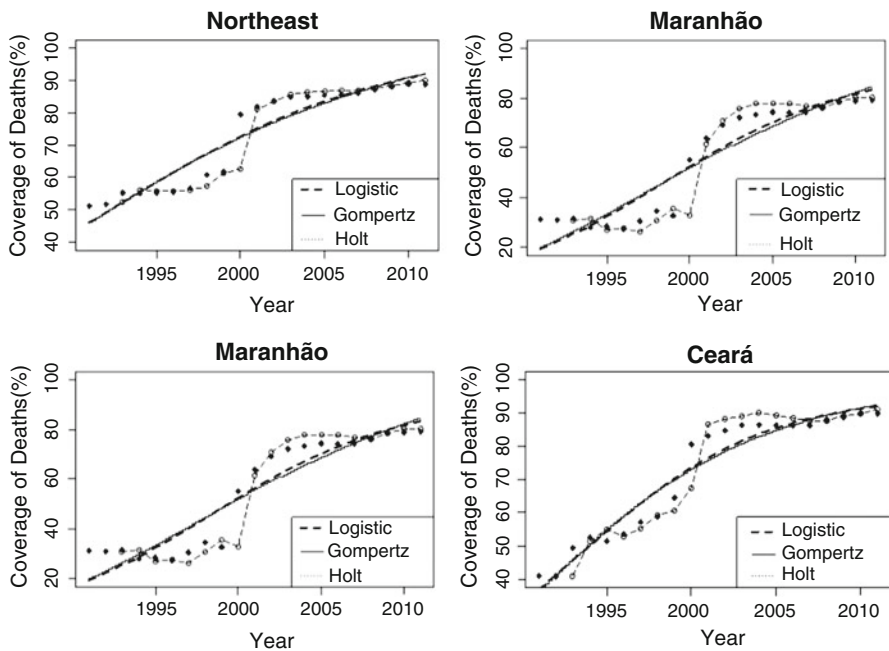 Northeast
Coverage of Deaths(%)
100
90
80
70
60
50
40
Logistic
Gompertz
Holt
1995
2000
2005
2010
Year
Maranhão
Coverage of Deaths(%)
100
80
60
40
20
Logistic
Gompertz
Holt
1995
2000
2005
2010
Year
Maranhão
Coverage of Deaths(%)
100
80
60
40
20
Logistic
Gompertz
Holt
1995
2000
2005
2010
Year
Ceará
Coverage of Deaths(%)
100
90
80
70
60
50
40
Logistic
Gompertz
Holt
1995
2000
2005
2010
Year